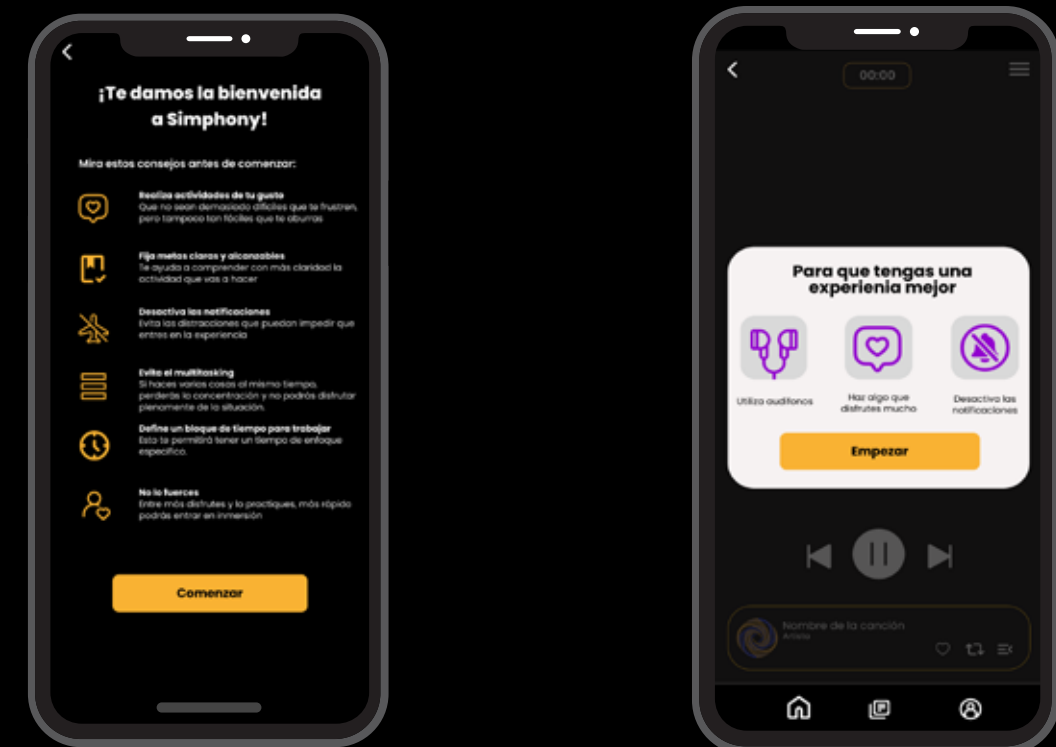 ¡Te damos la bienvenida
a Simphony!
Mira estos consejos antes de comenzar:
Realiza actividades de tu gusto
Que no sean demasiado difíciles que te frustren,
pero tampoco tan fáciles que te aburras
Fija metas claras y alcanzables
Te ayuda a comprender con más claridad la
actividad que vas a hacer
Desactiva las notificaciones
Evita las distracciones que puedan impedir que
entres en la experiencia
Evita el multitasking
Si haces varias cosas al mismo tiempo,
perderás la concentración y no podrás disfrutar
plenamente de la situación.
Define un bloque de tiempo para trabajar
Esto te permitirá tener un tiempo de enfoque
específico.
No lo fuerces
Entre más disfrutes y lo practiques, más rápido
podrás entrar en inmersión
Comenzar
00:00
Para que tengas una
experienia mejor
Utiliza audífonos
Haz algo que
disfrutes mucho
Desactiva las
notificaciones
Empezar
Nombre de la canción
Artista